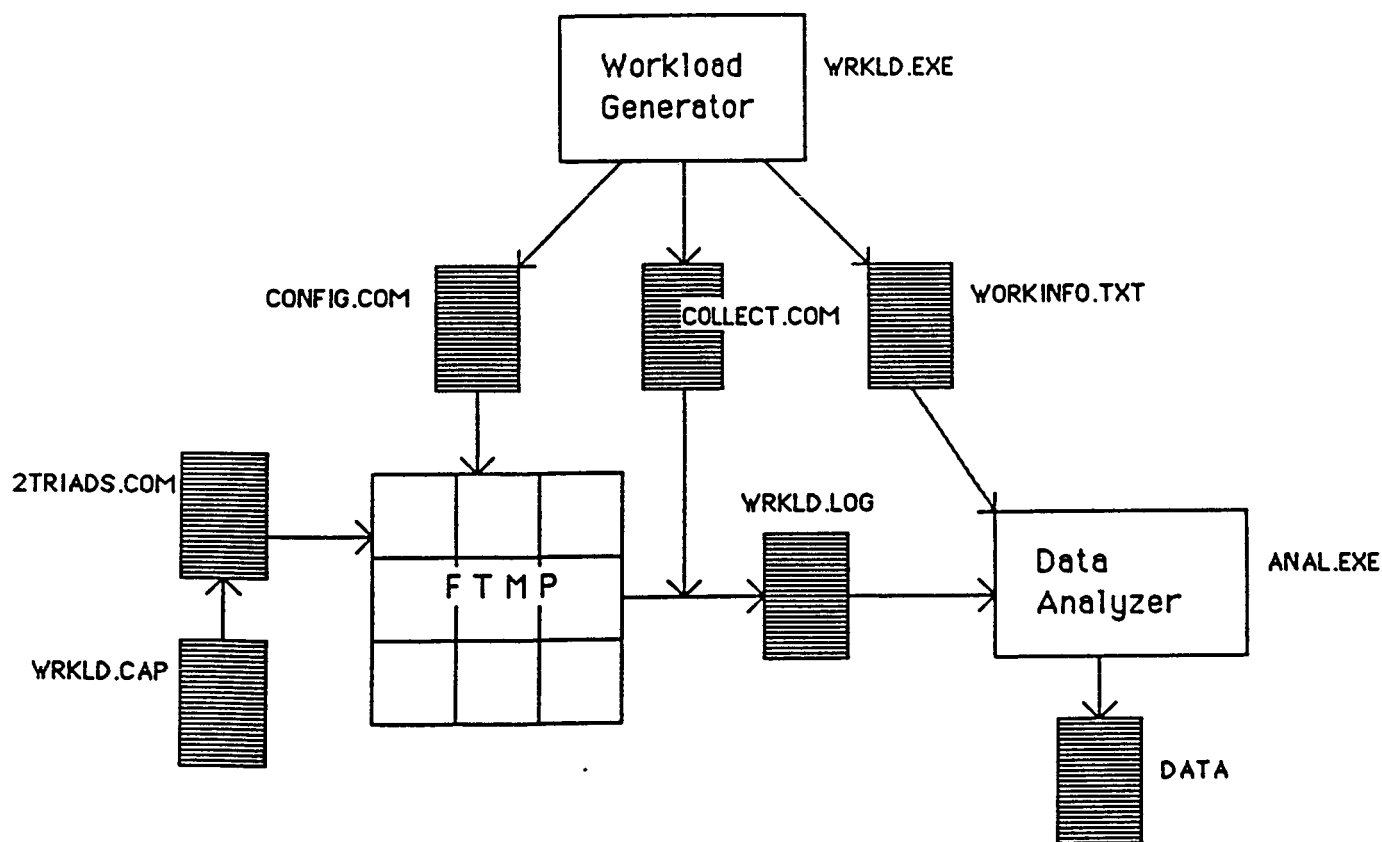 Workload
Generator
WRKLD.EXE
CONFIG.COM
COLLECT.COM
WORKINFO.TXT
2TRIADS.COM
WRKLD.LOG
FTMP
Data
Analyzer
ANAL.EXE
WRKLD.CAP
DATA